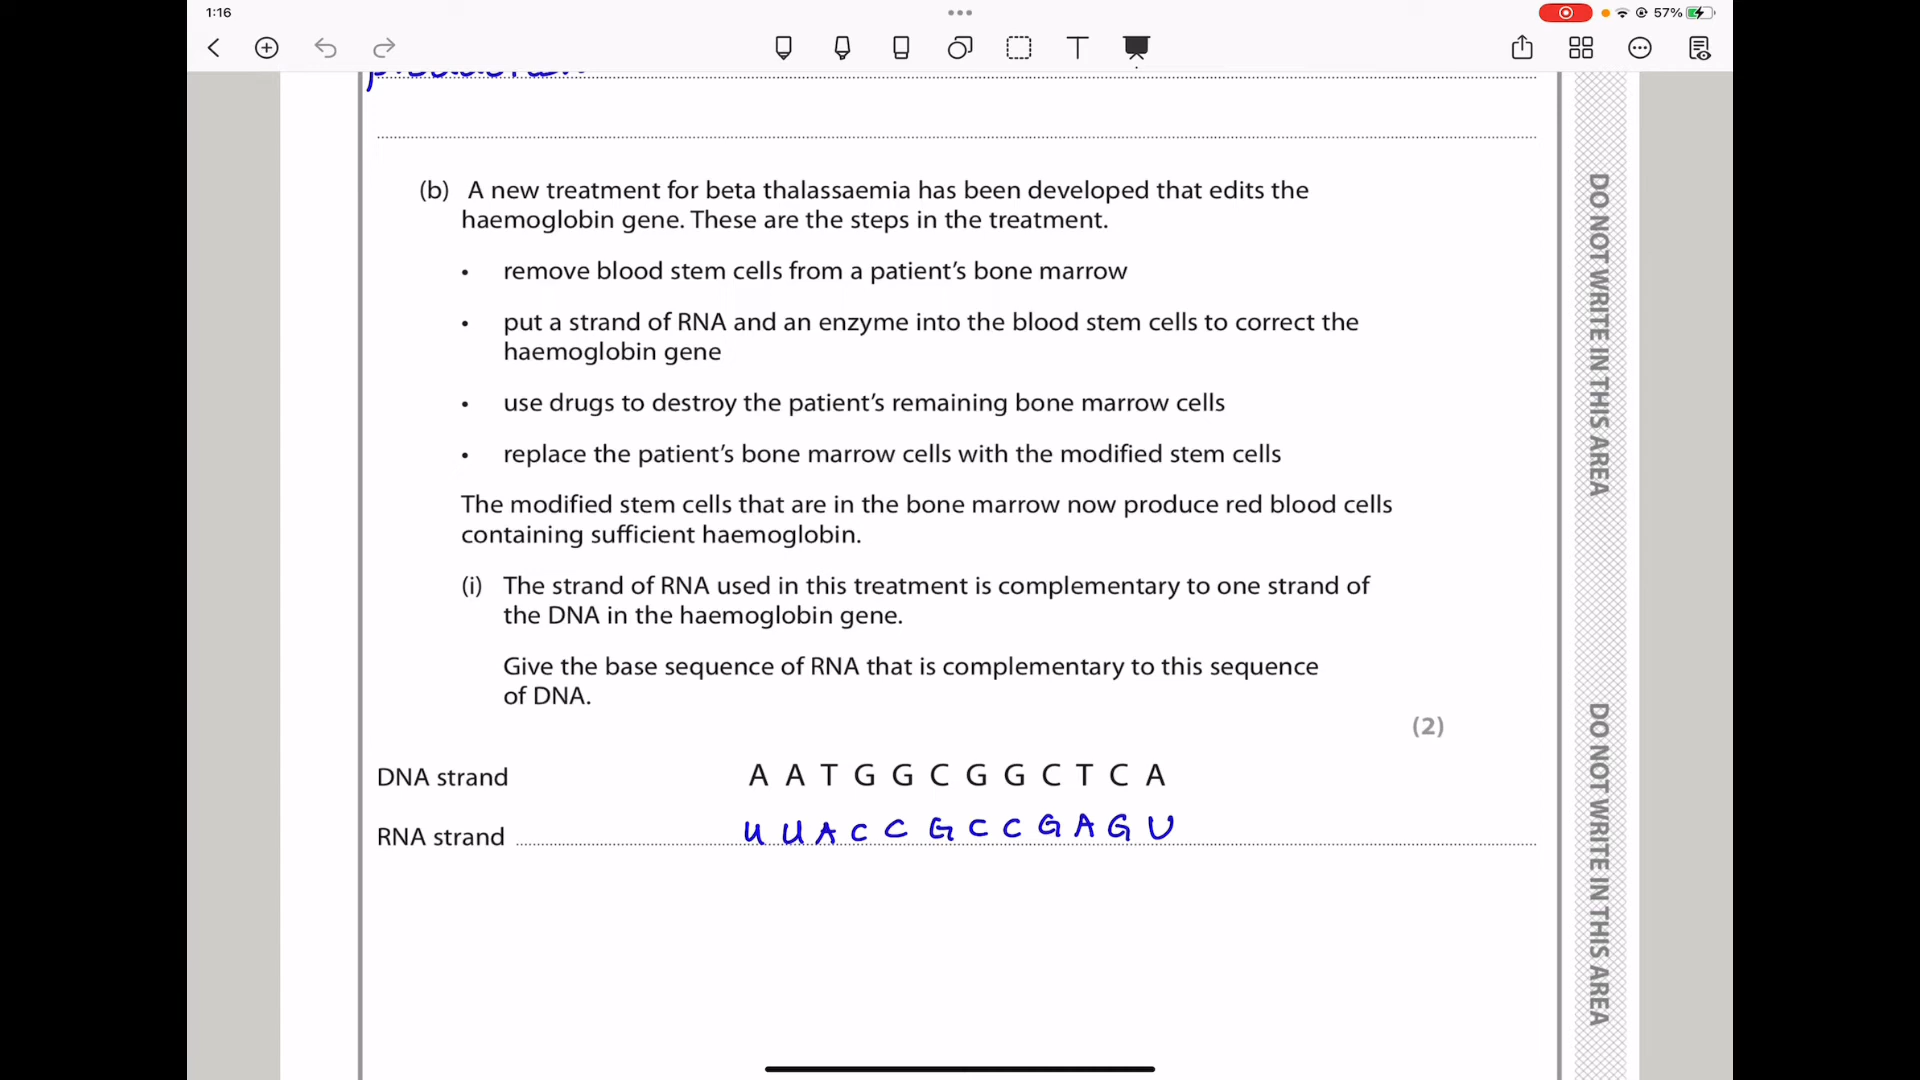 1:16
57%
(b) A new treatment for beta thalassaemia has been developed that edits the
haemoglobin gene. These are the steps in the treatment.
• remove blood stem cells from a patient’s bone marrow
• put a strand of RNA and an enzyme into the blood stem cells to correct the
haemoglobin gene
• use drugs to destroy the patient’s remaining bone marrow cells
• replace the patient’s bone marrow cells with the modified stem cells
The modified stem cells that are in the bone marrow now produce red blood cells
containing sufficient haemoglobin.
(i) The strand of RNA used in this treatment is complementary to one strand of
the DNA in the haemoglobin gene.
Give the base sequence of RNA that is complementary to this sequence
of DNA.
(2)
DNA strand A A T G G C G G C T C A
RNA strand U U A C C G C C G A G U
DO NOT WRITE IN THIS AREA
DO NOT WRITE IN THIS AREA